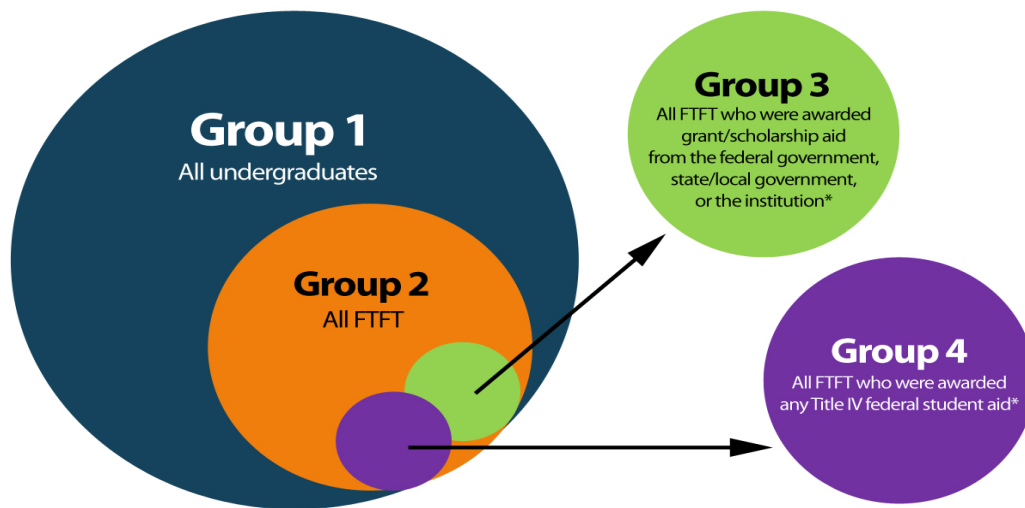 Group 1
All undergraduates
Group 2
All FTFT
Group 3
All FTFT who were awarded
grant/scholarship aid
from the federal government,
state/local government,
or the institution*
Group 4
All FTFT who were awarded
any Title IV federal student aid*